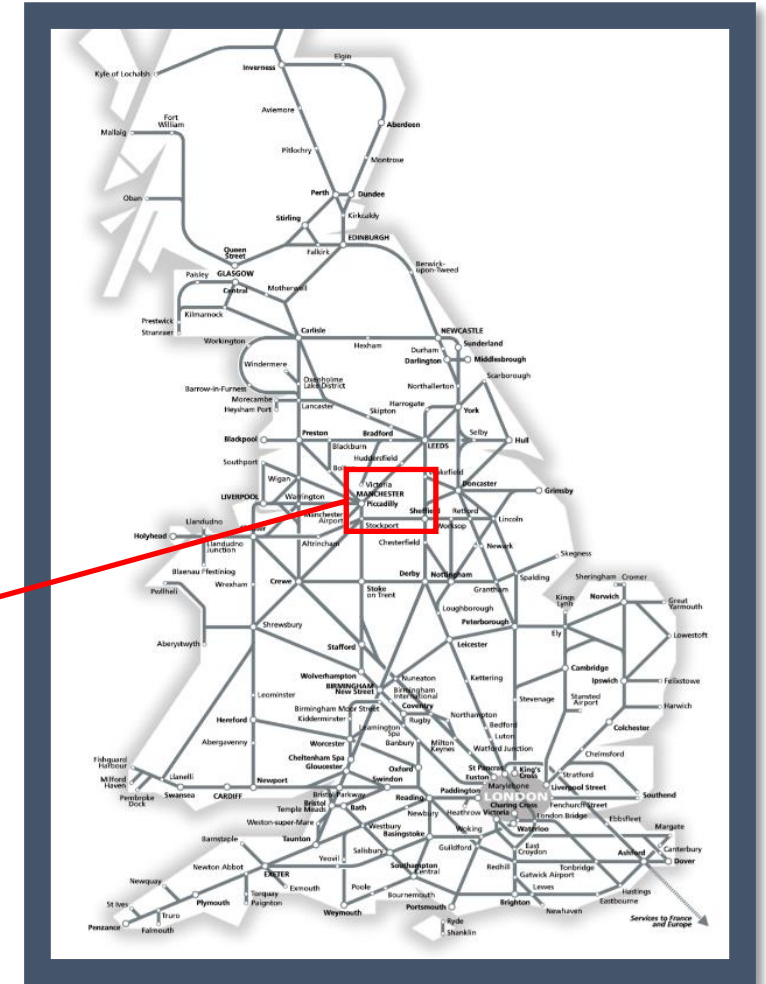 Elgin
Inverness
Kyle of Lochalsh
Aviemore
Fort
William
Aberdeen
Mallaig
Pitlochry
Montrose
Perth
Dundee
Oban
Stirling
Kirkcaldy
EDINBURGH
Queen
Street
Falkirk
Berwick-
upon-Tweed
Paisley
GLASGOW
Central
Motherwell
Prestwick
Kilmarnock
Stranraer
Carlisle
NEWCASTLE
Workington
Hexham
Sunderland
Durham
Darlington
Middlesbrough
Windermere
Scarborough
Oxenholme
Lake District
Northallerton
Barrow-in-Furness
Morecambe
Heysham Port
Lancaster
Harrogate
York
Skipton
Blackpool
Preston
Bradford
LEEDS
Selby
Hull
Blackburn
Huddersfield
Southport
Wakefield
Wigan
Victoria
Doncaster
MANCHESTER
Grimsby
LIVERPOOL
Warrington
Piccadilly
Manchester
Airport
Sheffield
Retford
Llandudno
Stockport
Worksop
Lincoln
Holyhead
Llandudno
Junction
Altrincham
Chesterfield
Newark
Skegness
Blaenau Ffestiniog
Wrexham
Crewe
Derby
Nottingham
Spalding
Sheringham
Cromer
Pwllheli
Stoke
on Trent
Grantham
Kings
Lynn
Norwich
Great
Yarmouth
Loughborough
Peterborough
Aberystwyth
Shrewsbury
Ely
Lowestoft
Stafford
Leicester
Wolverhampton
Cambridge
BIRMINGHAM
New Street
Nuneaton
Kettering
Ipswich
Felixstowe
Leominster
Birmingham
International
Stevenage
Stansted
Airport
Birmingham Moor Street
Coventry
Harwich
Kidderminster
Rugby
Northampton
Hereford
Leamington
Spa
Bedford
Colchester
Worcester
Banbury
Milton
Keynes
Luton
Abergavenny
Watford Junction
Chelmsford
Cheltenham Spa
Gloucester
Oxford
St Pancras
King's
Cross
Fishguard
Harbour
Euston
Stratford
Milford
Haven
Llanelli
Newport
Swindon
Paddington
Marylebone
Liverpool Street
Pembroke
Dock
Swansea
CARDIFF
Bristol Parkway
Reading
LONDON
Southend
Bristol
Temple Meads
Bath
Newbury
Heathrow
Victoria
Charing Cross
Fenchurch Street
Weston-super-Mare
London Bridge
Ebbsfleet
Westbury
Basingstoke
Woking
Waterloo
Margate
Barnstaple
Taunton
Salisbury
Guildford
East
Croydon
Canterbury
Yeovil
Ashford
Dover
Newton Abbot
EXETER
Southampton
Central
Redhill
Tonbridge
Gatwick Airport
Newquay
Exmouth
Poole
Lewes
Hastings
Torquay
Paignton
Bournemouth
Eastbourne
St Ives
Plymouth
Weymouth
Portsmouth
Brighton
Newhaven
Truro
Penzance
Falmouth
Ryde
Shanklin
Services to France
and Europe